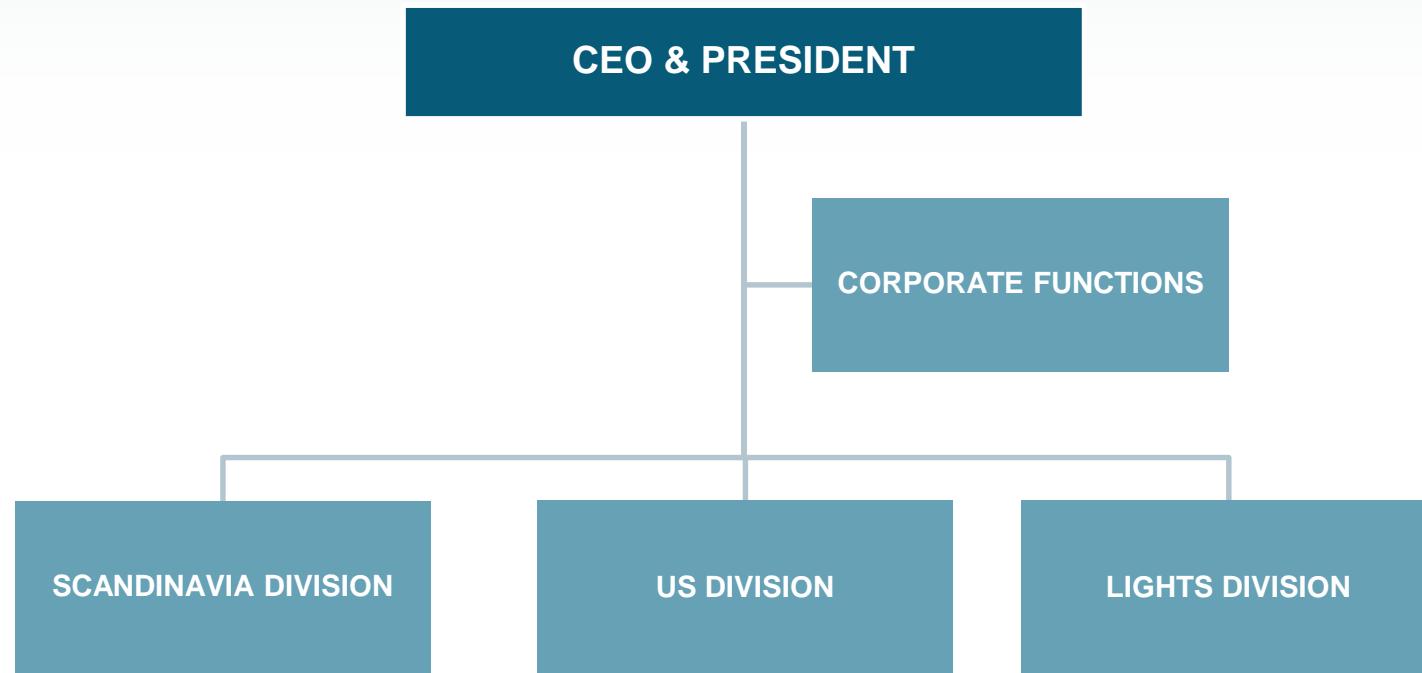 CEO & PRESIDENT
CORPORATE FUNCTIONS
SCANDINAVIA DIVISION
US DIVISION
LIGHTS DIVISION